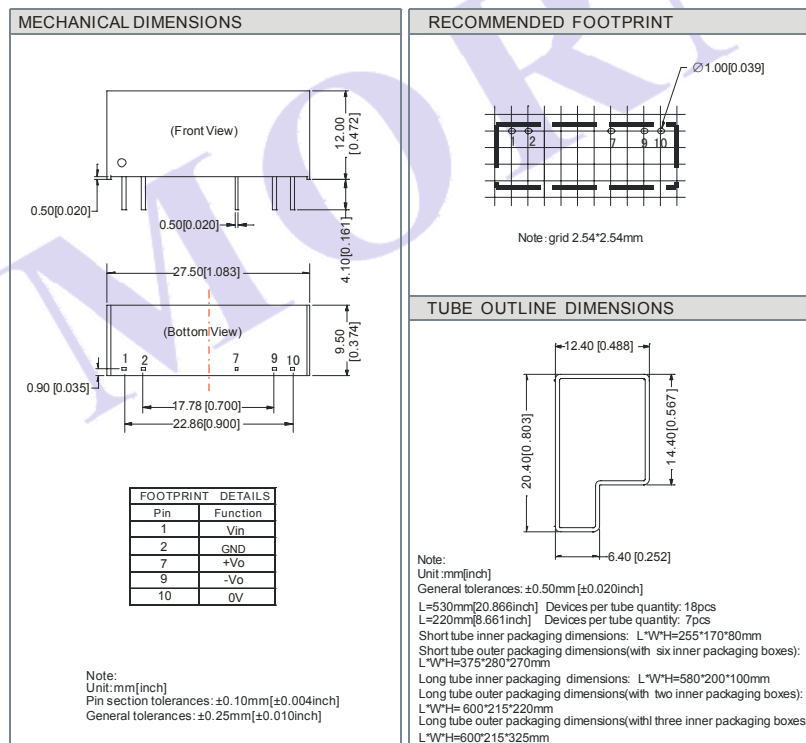 MECHANICAL DIMENSIONS
(Front View)
12.00
[0.472]
0.50[0.020]
0.50[0.020]
4.10[0.161]
27.50[1.083]
(Bottom View)
9.50
[0.374]
1 2 7 9 10
0.90 [0.035]
17.78 [0.700]
22.86[0.900]
FOOTPRINT DETAILS
Pin Function
1 Vin
2 GND
7 +Vo
9 -Vo
10 0V
Note:
Unit:mm[inch]
Pin section tolerances: ±0.10mm[±0.004inch]
General tolerances: ±0.25mm[±0.010inch]
RECOMMENDED FOOTPRINT
∅1.00[0.039]
1 2 7 9 10
Note: grid 2.54*2.54mm
TUBE OUTLINE DIMENSIONS
12.40 [0.488]
20.40[0.803]
14.40[0.567]
6.40 [0.252]
Note:
Unit:mm[inch]
General tolerances: ±0.50mm [±0.020inch]
L=530mm[20.866inch] Devices per tube quantity: 18pcs
L=220mm[8.661inch] Devices per tube quantity: 7pcs
Short tube inner packaging dimensions: L*W*H=255*170*80mm
Short tube outer packaging dimensions(with six inner packaging boxes):
L*W*H=375*280*270mm
Long tube inner packaging dimensions: L*W*H=580*200*100mm
Long tube outer packaging dimensions(with two inner packaging boxes):
L*W*H= 600*215*220mm
Long tube outer packaging dimensions(withl three inner packaging boxes
L*W*H=600*215*325mm
MOR